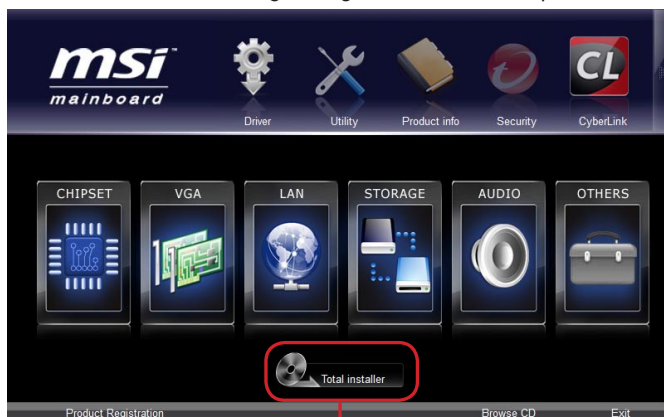 msi
mainboard
Driver
Utility
Product info
Security
CL
CyberLink
CHIPSET
VGA
LAN
STORAGE
AUDIO
OTHERS
Total installer
Product Registration
Browse CD
Exit